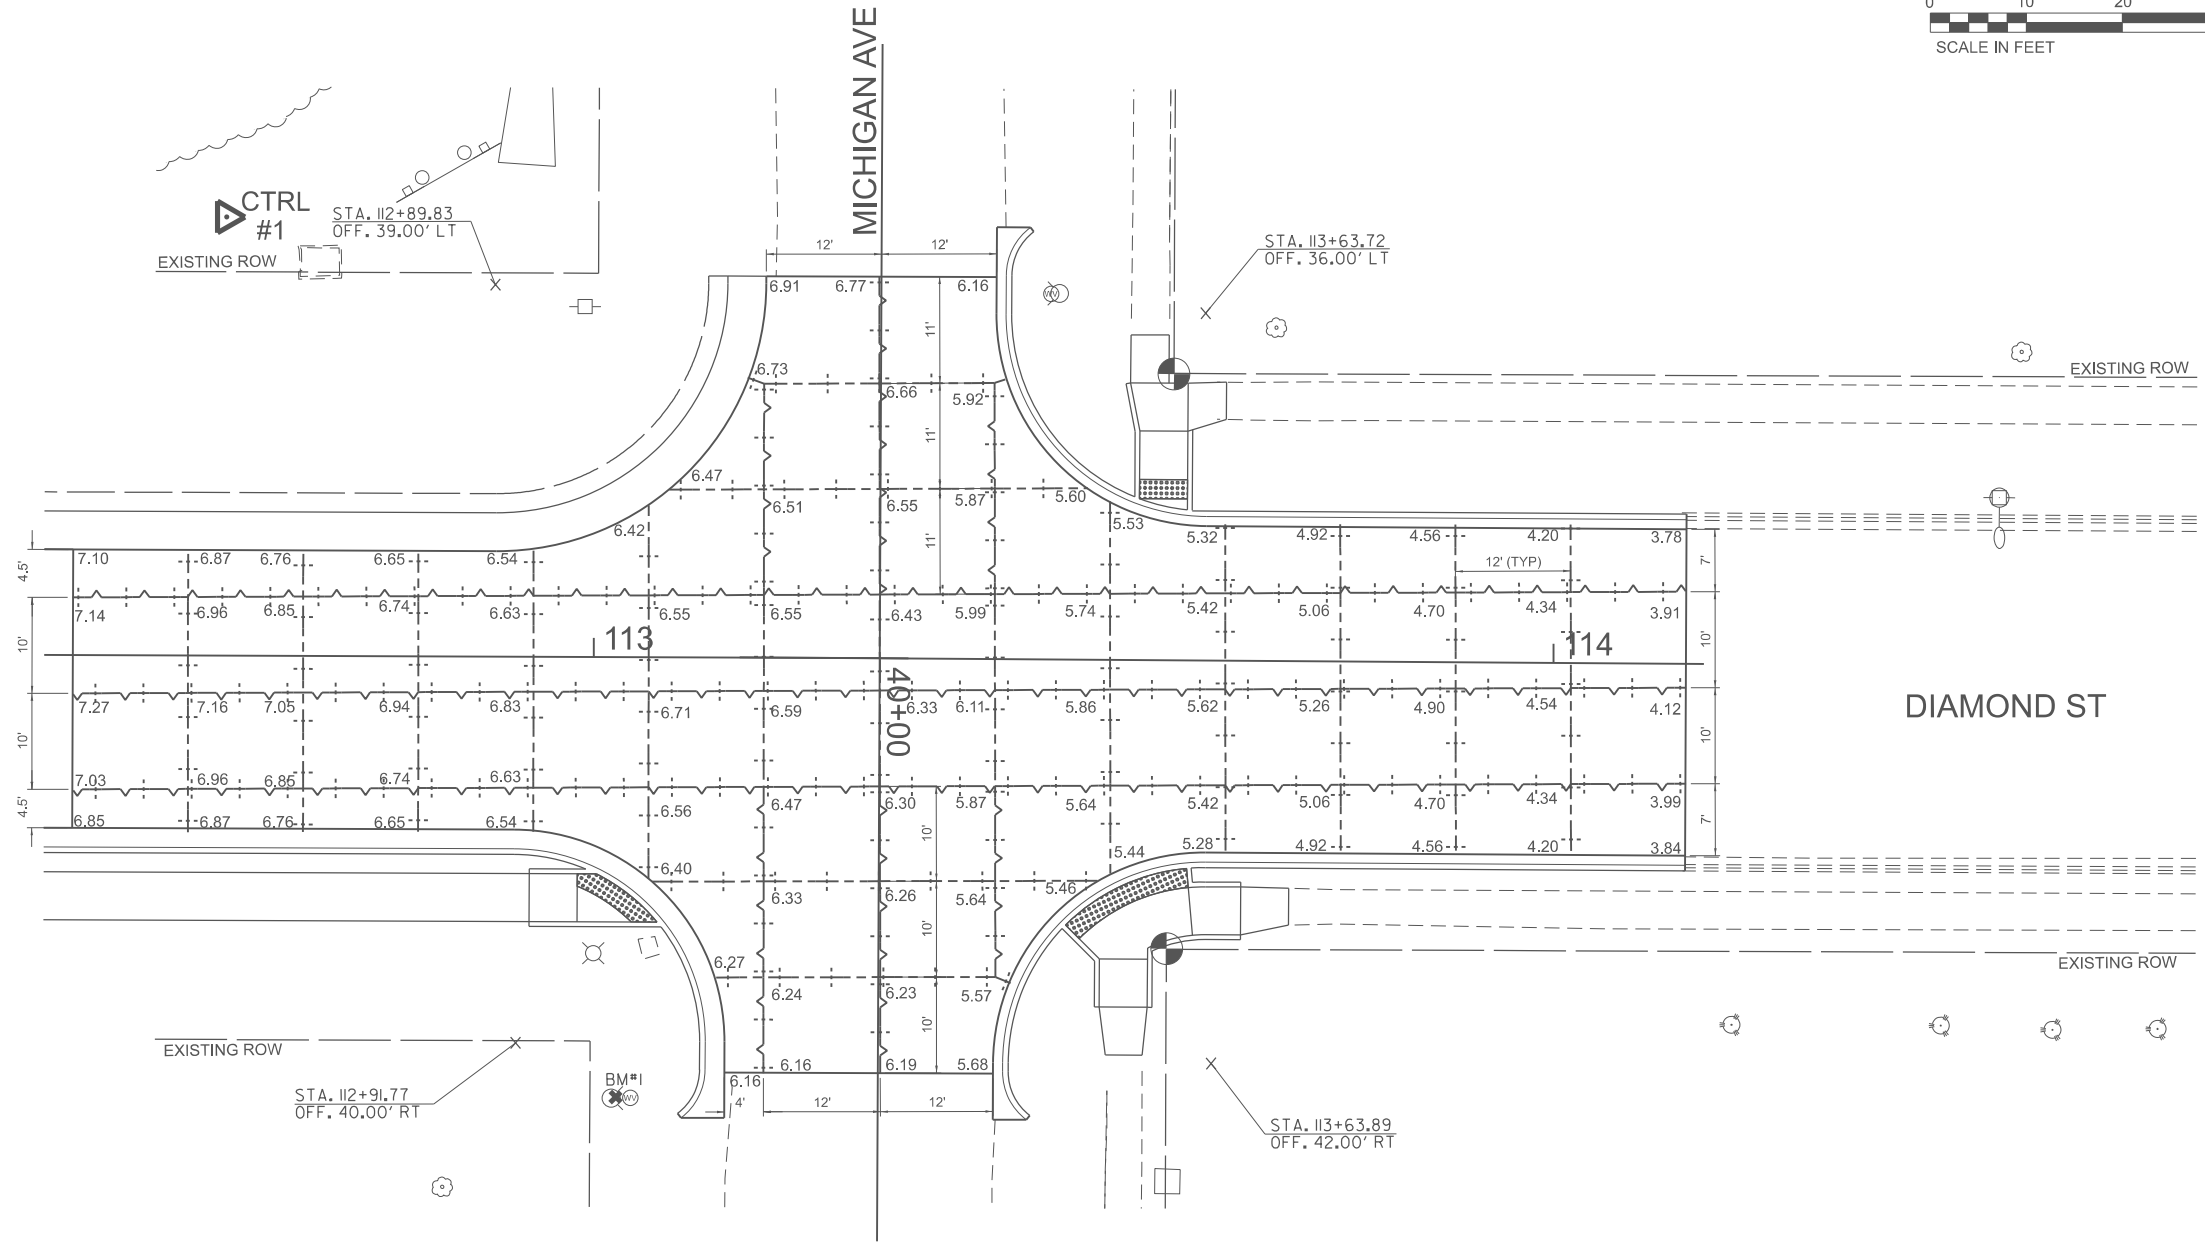 0 10 20
SCALE IN FEET
MICHIGAN AVE
CTRL
#1
STA. 112+89.83
OFF. 39.00' LT
EXISTING ROW
STA. 113+63.72
OFF. 36.00' LT
12' 12'
6.91 6.77 6.16
11'
6.73
6.66 5.92
EXISTING ROW
11'
6.47
6.51 6.55 5.87 5.60
6.42 5.53
11'
5.32 4.92 4.56 4.20 3.78
7.10 6.87 6.76 6.65 6.54
4.5' 7'
12' (TYP)
7.14 6.96 6.85 6.74 6.63 6.55 6.55 6.43 5.99 5.74 5.42 5.06 4.70 4.34 3.91
10' 113 114 10'
40+00
7.27 7.16 7.05 6.94 6.83 6.71 6.59 6.33 6.11 5.86 5.62 5.26 4.90 4.54 4.12
DIAMOND ST
10' 10'
7.03 6.96 6.85 6.74 6.63
6.56 6.47 6.30 5.87 5.64 5.42 5.06 4.70 4.34 3.99
4.5' 7'
6.85 6.87 6.76 6.65 6.54
10'
5.44 5.28 4.92 4.56 4.20 3.84
6.40
6.33 6.26 5.64 5.46
10'
6.27
6.24 6.23 5.57
EXISTING ROW
10'
EXISTING ROW
6.16 6.16 6.19 5.68
BM#1
WV
4' 12' 12'
STA. 112+91.77
OFF. 40.00' RT
STA. 113+63.89
OFF. 42.00' RT
WV